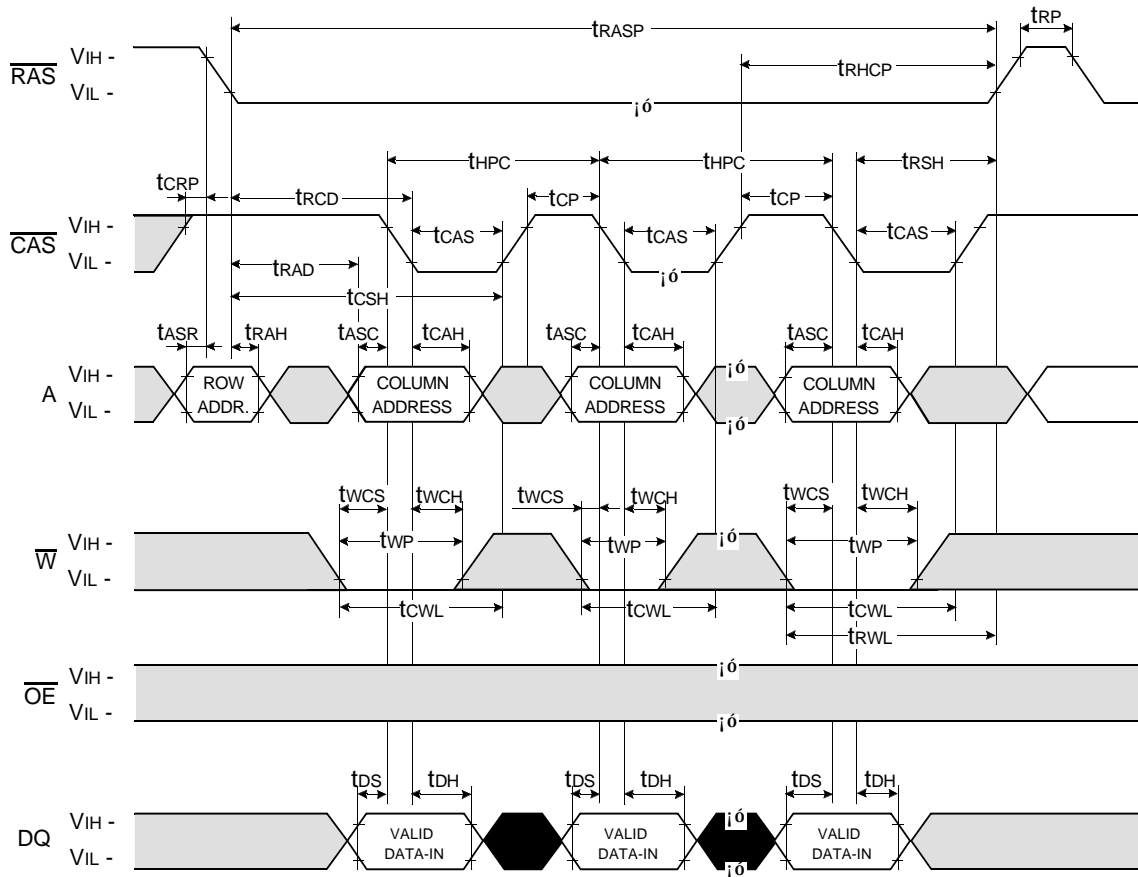 tRASP tRP
VIH -
RAS
VIL -
tRHCP
¡ó
tHPC tHPC tRSH
tCRP
tRCD tCP tCP
VIH -
CAS
VIL -
tCAS tCAS tCAS
¡ó
tRAD
tCSH
tASR tRAH tASC tCAH tASC tCAH tASC tCAH
VIH -
A
VIL -
ROW ADDR.
COLUMN ADDRESS
COLUMN ADDRESS
¡ó
¡ó
COLUMN ADDRESS
tWCS tWCH tWCS tWCH tWCS tWCH
VIH -
W
VIL -
tWP tWP ¡ó tWP
tCWL tCWL tCWL
tRWL
VIH -
OE
VIL -
¡ó
¡ó
tDS tDH tDS tDH tDS tDH
VIH -
DQ
VIL -
VALID DATA-IN
VALID DATA-IN
¡ó
¡ó
VALID DATA-IN